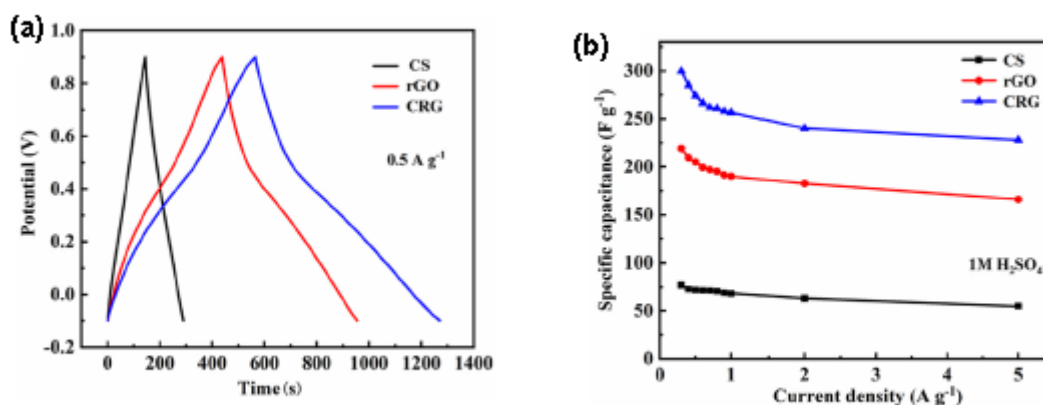 (a)
1.0
0.8
0.6
0.4
0.2
0.0
-0.2
Potential (V)
CS
rGO
CRG
0.5 A g⁻¹
0 200 400 600 800 1000 1200 1400
Time(s)
(b)
300
250
200
150
100
50
0
Specific capacitance (F g⁻¹)
CS
rGO
CRG
1M H₂SO₄
0 1 2 3 4 5
Current density (A g⁻¹)